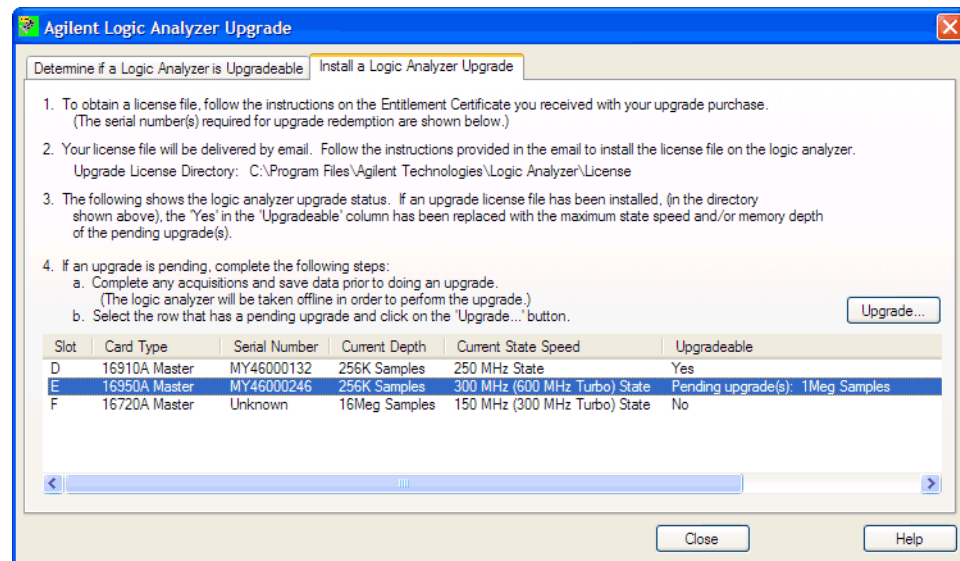 Agilent Logic Analyzer Upgrade
Determine if a Logic Analyzer is Upgradeable
Install a Logic Analyzer Upgrade
1. To obtain a license file, follow the instructions on the Entitlement Certificate you received with your upgrade purchase.
(The serial number(s) required for upgrade redemption are shown below.)
2. Your license file will be delivered by email. Follow the instructions provided in the email to install the license file on the logic analyzer.
Upgrade License Directory: C:\Program Files\Agilent Technologies\Logic Analyzer\License
3. The following shows the logic analyzer upgrade status. If an upgrade license file has been installed, (in the directory
shown above), the 'Yes' in the 'Upgradeable' column has been replaced with the maximum state speed and/or memory depth
of the pending upgrade(s).
4. If an upgrade is pending, complete the following steps:
a. Complete any acquisitions and save data prior to doing an upgrade.
(The logic analyzer will be taken offline in order to perform the upgrade.)
b. Select the row that has a pending upgrade and click on the 'Upgrade...' button.
Upgrade...
Slot Card Type Serial Number Current Depth Current State Speed Upgradeable
D 16910A Master MY46000132 256K Samples 250 MHz State Yes
E 16950A Master MY46000246 256K Samples 300 MHz (600 MHz Turbo) State Pending upgrade(s): 1Meg Samples
F 16720A Master Unknown 16Meg Samples 150 MHz (300 MHz Turbo) State No
Close Help